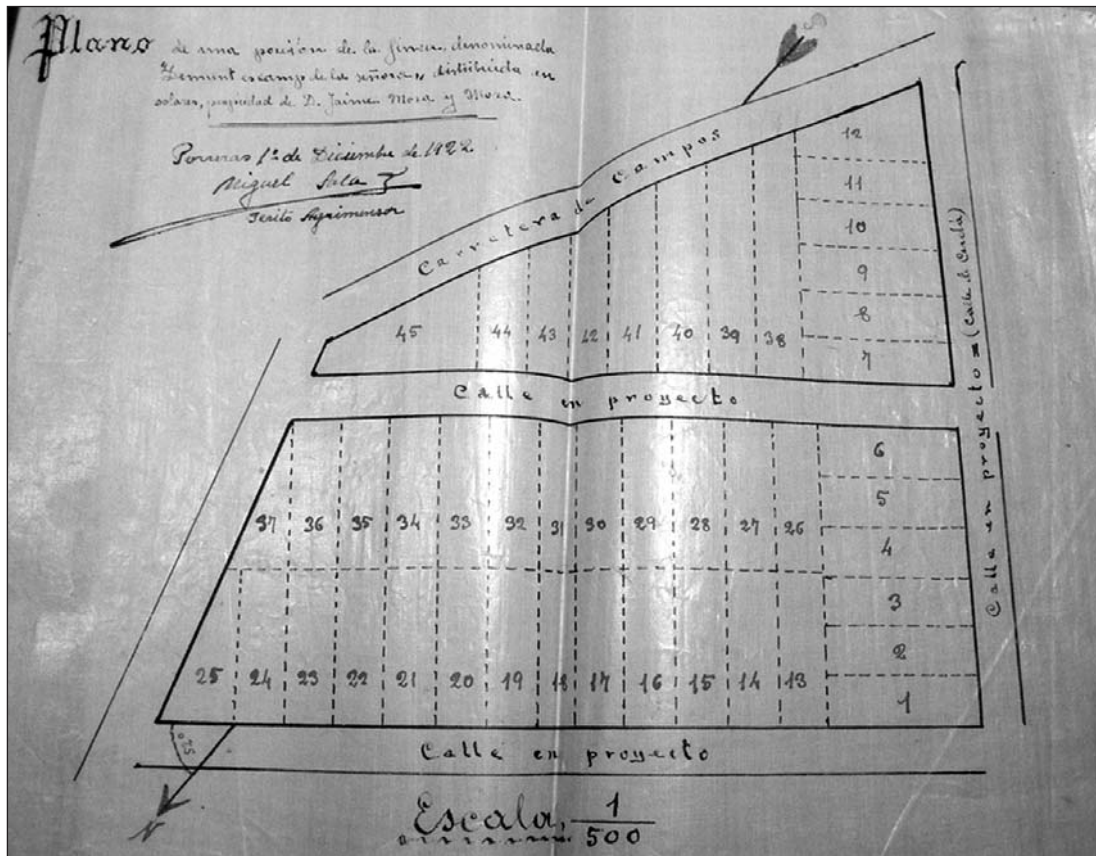 Plano de una porción de la finca, denominada
escamp de la señora„ distribuida en
solares, propiedad de D. Jaime Mora y Mora.
Porreras 1º de Diciembre de 1922
Miguel
Perito Agrimensor
S
Carretera de Campos
12
11
10
9
8
7
45 44 43 42 41 40 39 38
Calle en proyecto
Calle en proyecto = (Calle de Cerdá)
6
5
4
3
2
1
37 36 35 34 33 32 31 30 29 28 27 26
25 24 23 22 21 20 19 18 17 16 15 14 13
Calle en proyecto
N
Escala, 1/500